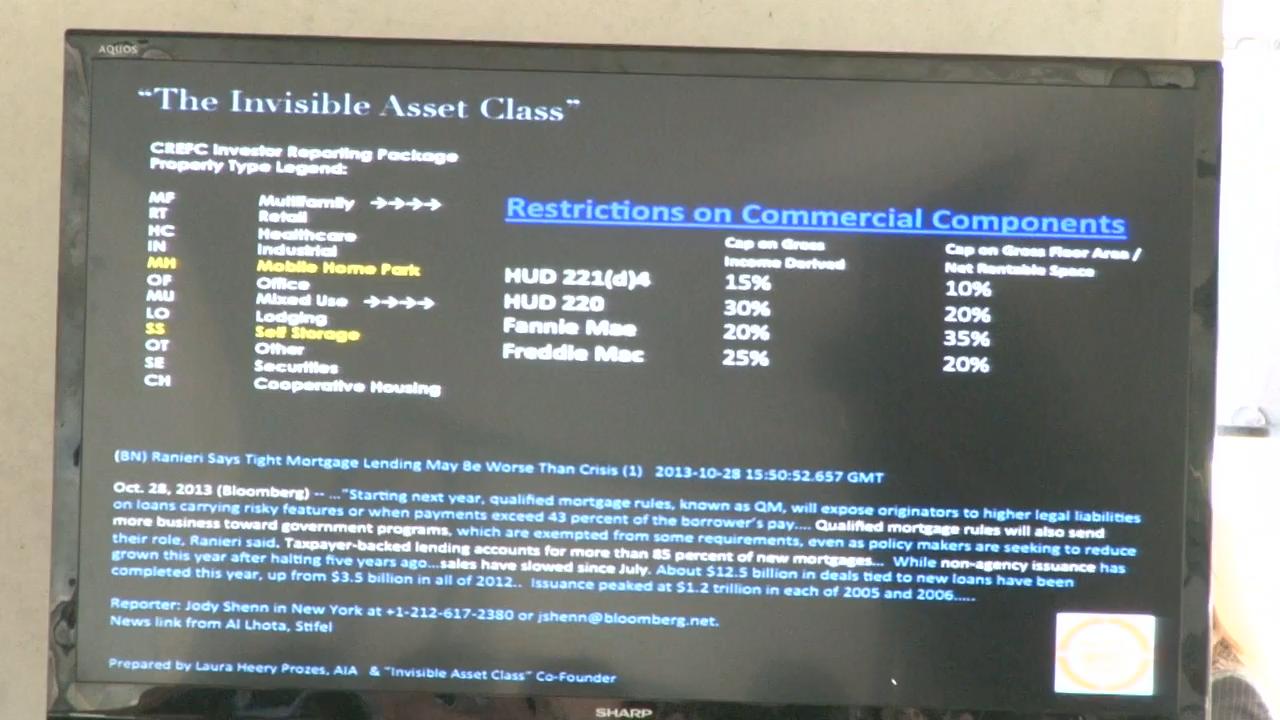 AQUOS
“The Invisible Asset Class”
CREFC Investor Reporting Package
Property Type Legend:
MF Multifamily →→→→
RT Retail
HC Healthcare
IN Industrial
MH Mobile Home Park
OF Office
MU Mixed Use →→→→
LO Lodging
SS Self Storage
OT Other
SE Securities
CH Cooperative Housing
Restrictions on Commercial Components
Cap on Gross Income Derived
Cap on Gross Floor Area / Net Rentable Space
HUD 221(d)4 15% 10%
HUD 220 30% 20%
Fannie Mae 20% 35%
Freddie Mac 25% 20%
(BN) Ranieri Says Tight Mortgage Lending May Be Worse Than Crisis (1) 2013-10-28 15:50:52.657 GMT
Oct. 28, 2013 (Bloomberg) -- ..."Starting next year, qualified mortgage rules, known as QM, will expose originators to higher legal liabilities
on loans carrying risky features or when payments exceed 43 percent of the borrower's pay.... Qualified mortgage rules will also send
more business toward government programs, which are exempted from some requirements, even as policy makers are seeking to reduce
their role, Ranieri said. Taxpayer-backed lending accounts for more than 85 percent of new mortgages... While non-agency issuance has
grown this year after halting five years ago...sales have slowed since July. About $12.5 billion in deals tied to new loans have been
completed this year, up from $3.5 billion in all of 2012.. Issuance peaked at $1.2 trillion in each of 2005 and 2006.....
Reporter: Jody Shenn in New York at +1-212-617-2380 or jshenn@bloomberg.net.
News link from Al Lhota, Stifel
Prepared by Laura Heery Prozes, AIA & "Invisible Asset Class" Co-Founder
SHARP